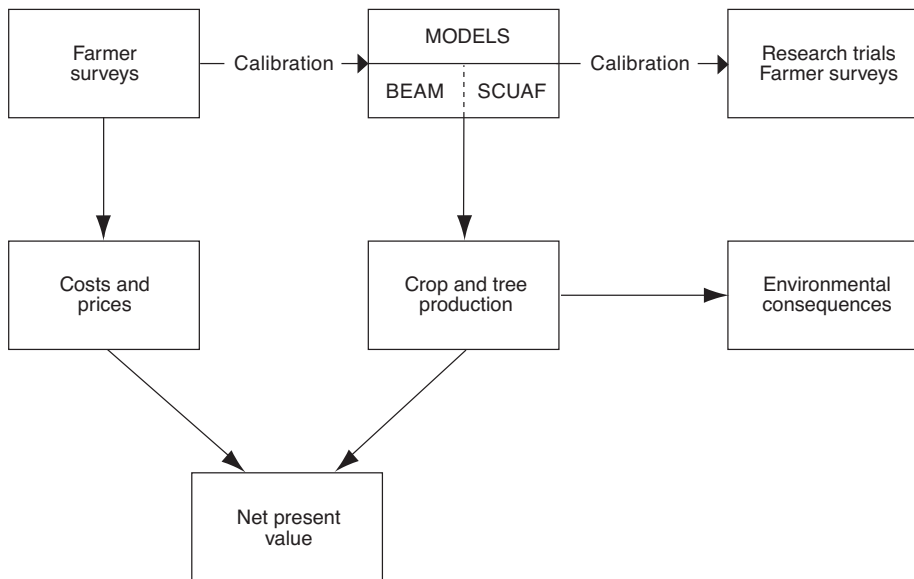 Farmer
surveys
Calibration
MODELS
BEAM
SCUAF
Calibration
Research trials
Farmer surveys
Costs and
prices
Crop and tree
production
Environmental
consequences
Net present
value